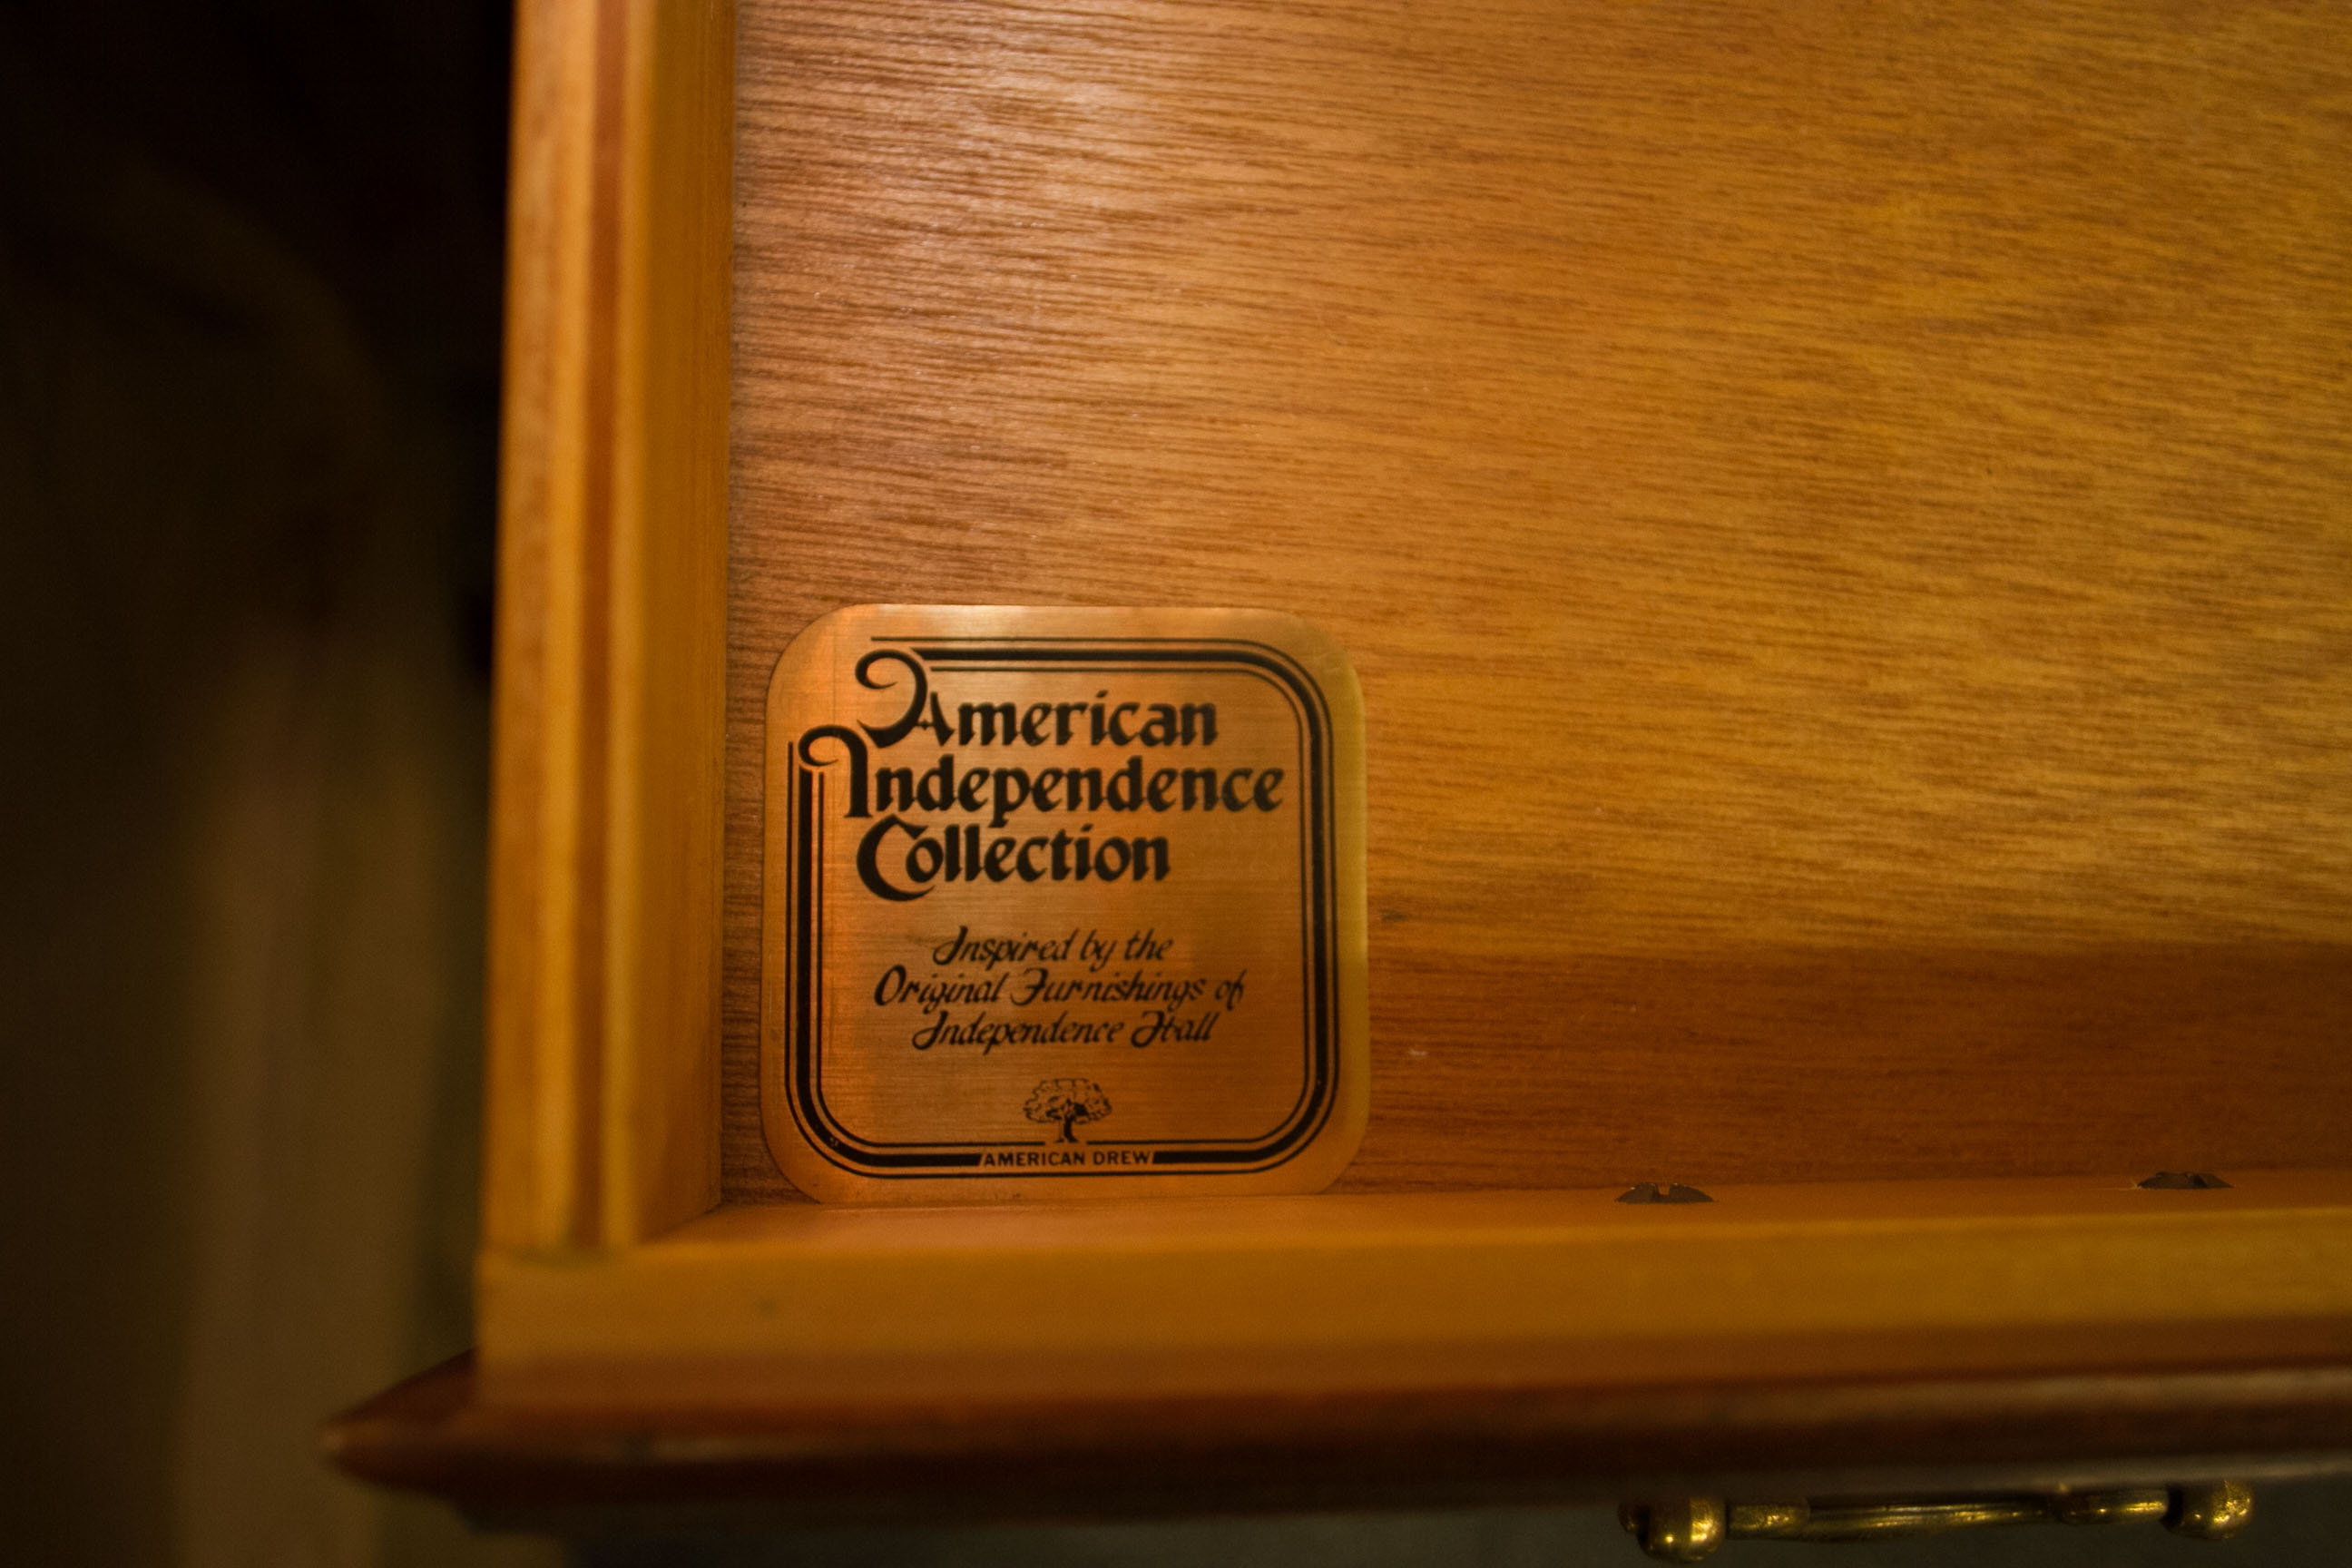 American
Independence
Collection
Inspired by the
Original Furnishings of
Independence Hall
AMERICAN DREW